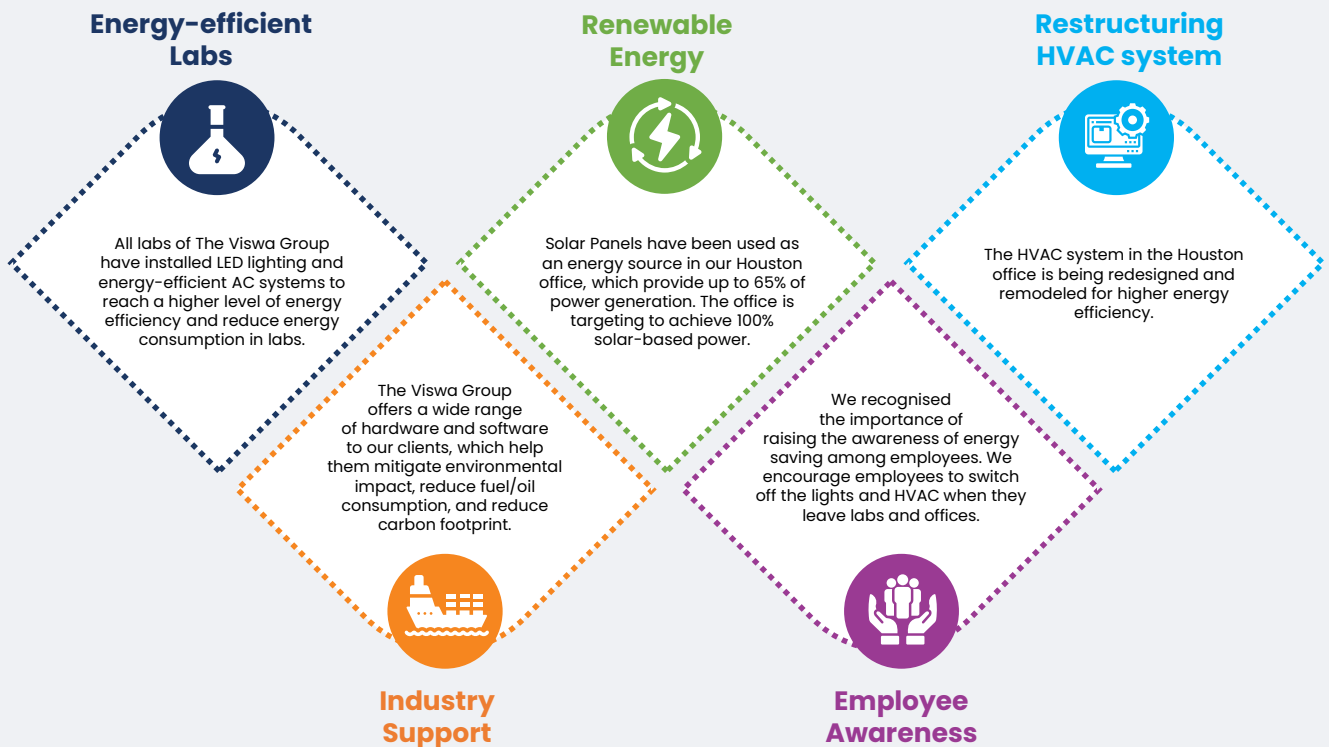 Energy-efficient
Labs
All labs of The Viswa Group
have installed LED lighting and
energy-efficient AC systems to
reach a higher level of energy
efficiency and reduce energy
consumption in labs.
The Viswa Group
offers a wide range
of hardware and software
to our clients, which help
them mitigate environmental
impact, reduce fuel/oil
consumption, and reduce
carbon footprint.
Industry
Support
Renewable
Energy
Solar Panels have been used as
an energy source in our Houston
office, which provide up to 65% of
power generation. The office is
targeting to achieve 100%
solar-based power.
We recognised
the importance of
raising the awareness of energy
saving among employees. We
encourage employees to switch
off the lights and HVAC when they
leave labs and offices.
Employee
Awareness
Restructuring
HVAC system
The HVAC system in the Houston
office is being redesigned and
remodeled for higher energy
efficiency.